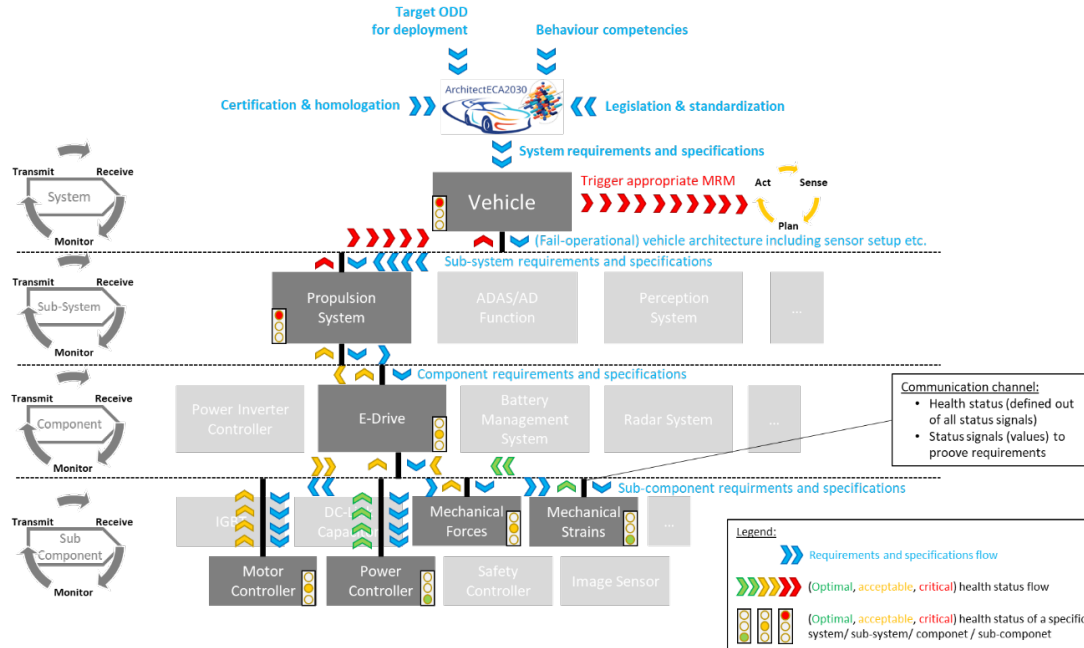 Target ODD
for deployment
Behaviour competencies
ArchitectECA2030
Certification & homologation
Legislation & standardization
System requirements and specifications
Transmit
Receive
System
Monitor
Vehicle
Trigger appropriate MRM
Act
Sense
Plan
(Fail-operational) vehicle architecture including sensor setup etc.
Sub-system requirements and specifications
Transmit
Receive
Sub-System
Monitor
Propulsion
System
ADAS/AD
Function
Perception
System
...
Component requirements and specifications
Transmit
Receive
Component
Monitor
Power Inverter
Controller
E-Drive
Battery
Management
System
Radar System
...
Communication channel:
• Health status (defined out
of all status signals)
• Status signals (values) to
proove requirements
Sub-component requirments and specifications
Transmit
Receive
Sub
Component
Monitor
Mechanical
Forces
Mechanical
Strains
...
Motor
Controller
Power
Controller
Safety
Controller
Image Sensor
Legend:
Requirements and specifications flow
(Optimal, acceptable, critical) health status flow
(Optimal, acceptable, critical) health status of a specific
system/ sub-system/ componet / sub-componet